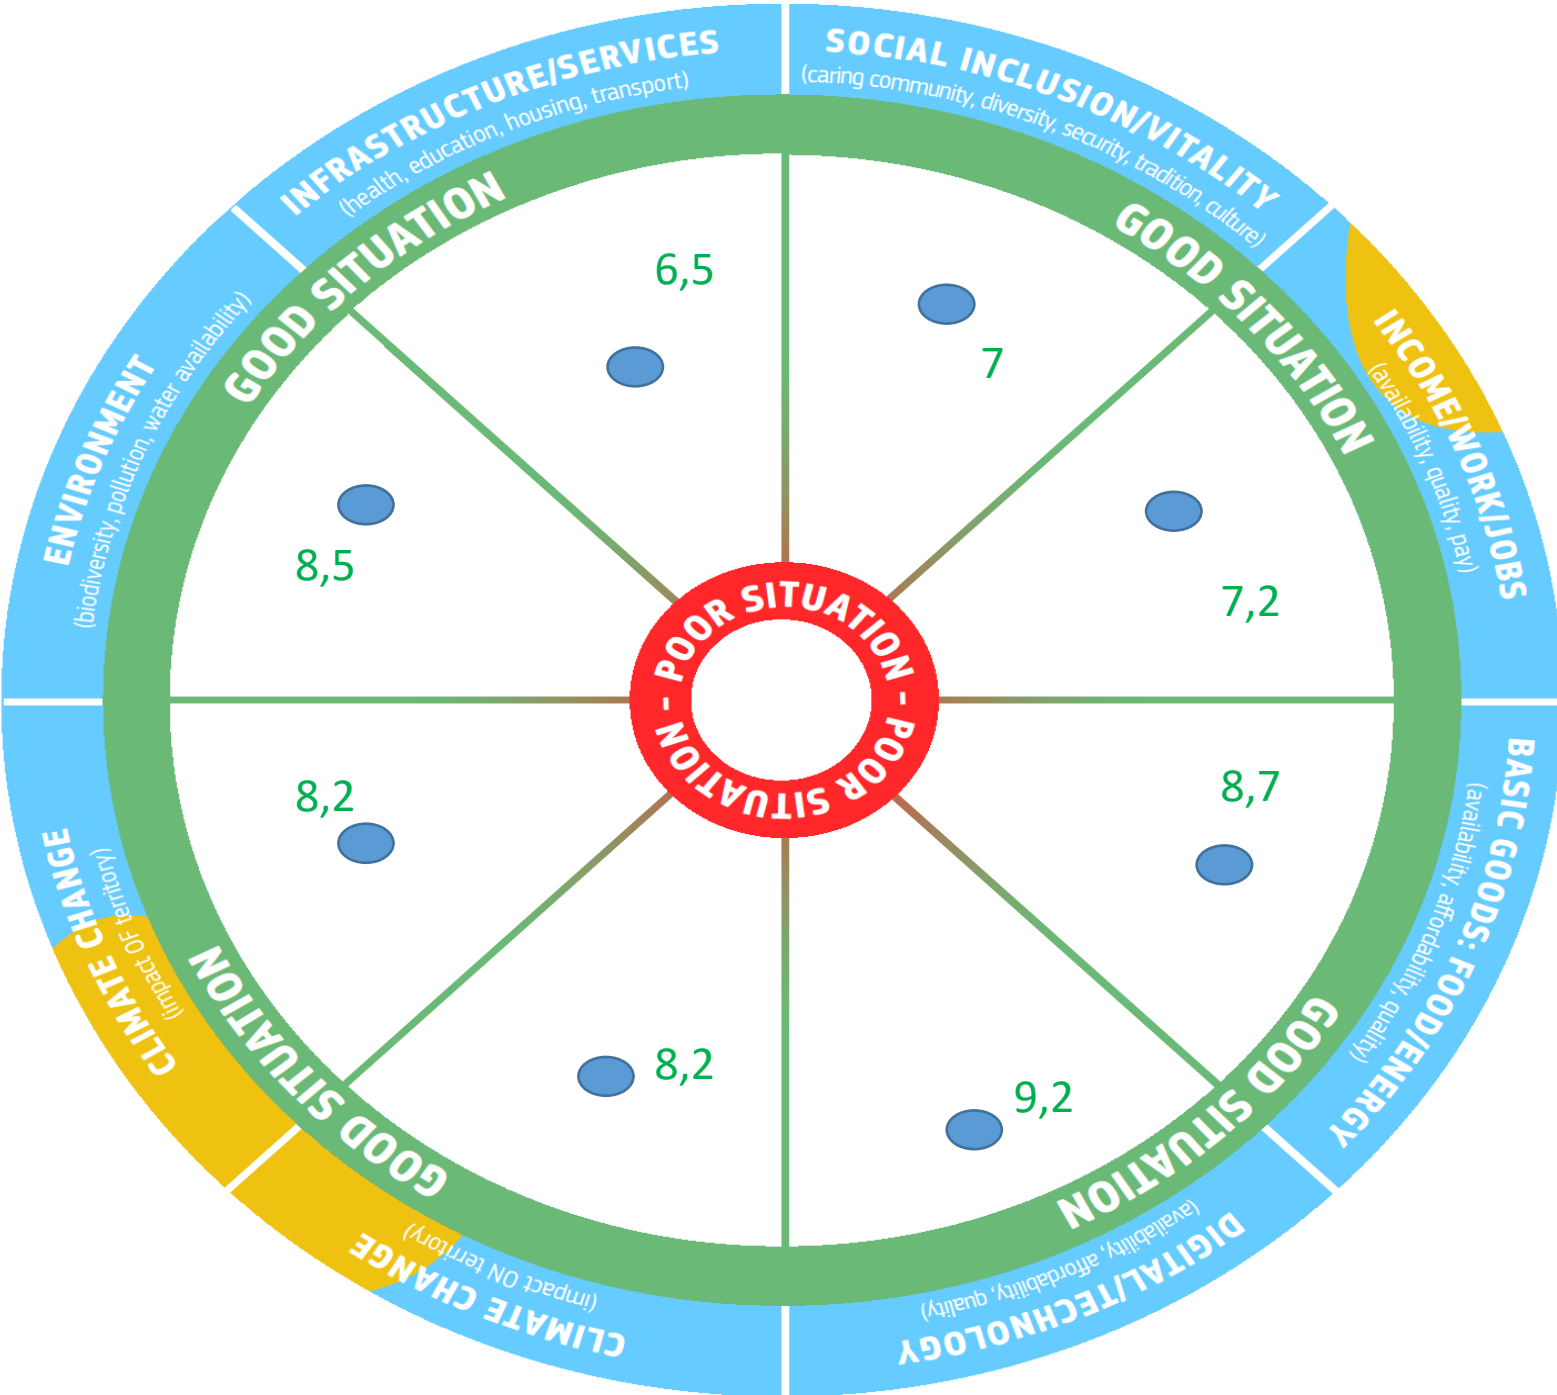 INFRASTRUCTURE/SERVICES
(health, education, housing, transport)
SOCIAL INCLUSION/VITALITY
(caring community, diversity, security, tradition, culture)
INCOME/WORK/JOBS
(availability, quality, pay)
BASIC GOODS: FOOD/ENERGY
(availability, affordability, quality)
DIGITAL/TECHNOLOGY
(availability, affordability, quality)
CLIMATE CHANGE
(impact ON territory)
CLIMATE CHANGE
(impact OF territory)
ENVIRONMENT
(biodiversity, pollution, water availability)
GOOD SITUATION
GOOD SITUATION
GOOD SITUATION
GOOD SITUATION
6,5
7
7,2
8,7
9,2
8,2
8,2
8,5
- POOR SITUATION - POOR SITUATION